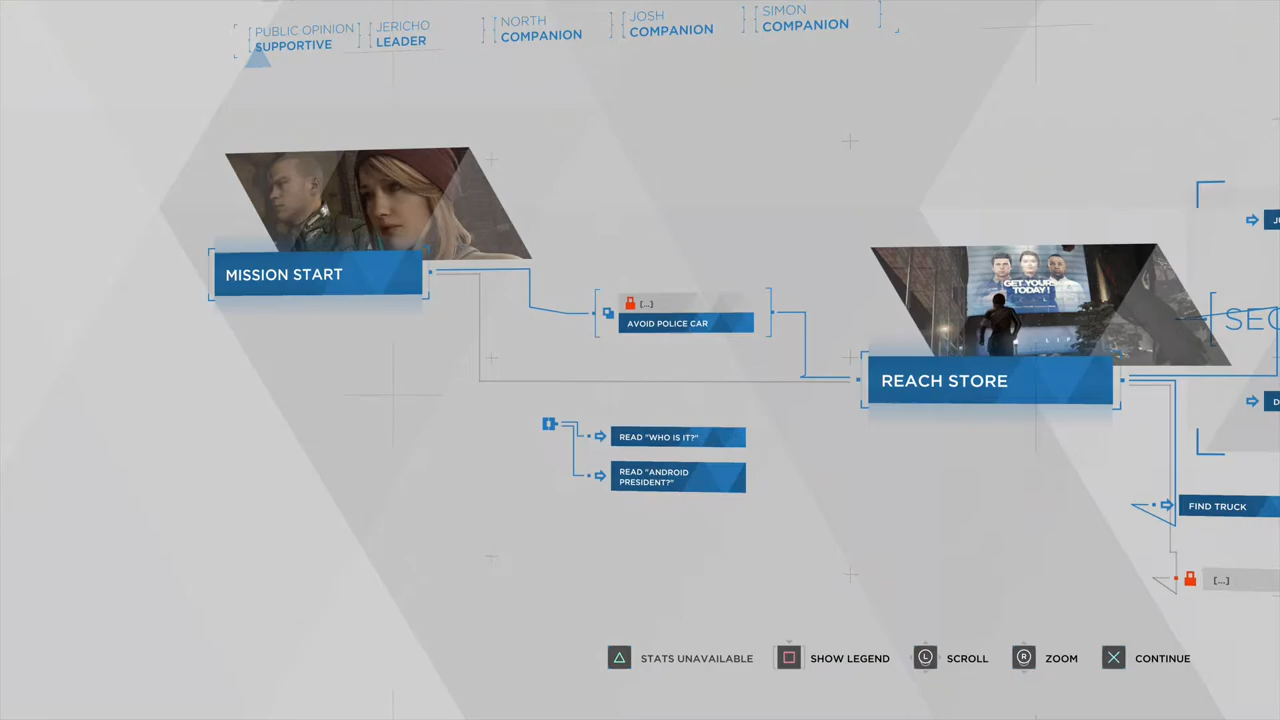 PUBLIC OPINION
SUPPORTIVE
JERICHO
LEADER
NORTH
COMPANION
JOSH
COMPANION
SIMON
COMPANION
MISSION START
[...]
AVOID POLICE CAR
GET YOURS
TODAY!
REACH STORE
SEC
READ "WHO IS IT?"
READ "ANDROID
PRESIDENT?"
FIND TRUCK
[...]
STATS UNAVAILABLE
SHOW LEGEND
L
SCROLL
R
ZOOM
CONTINUE